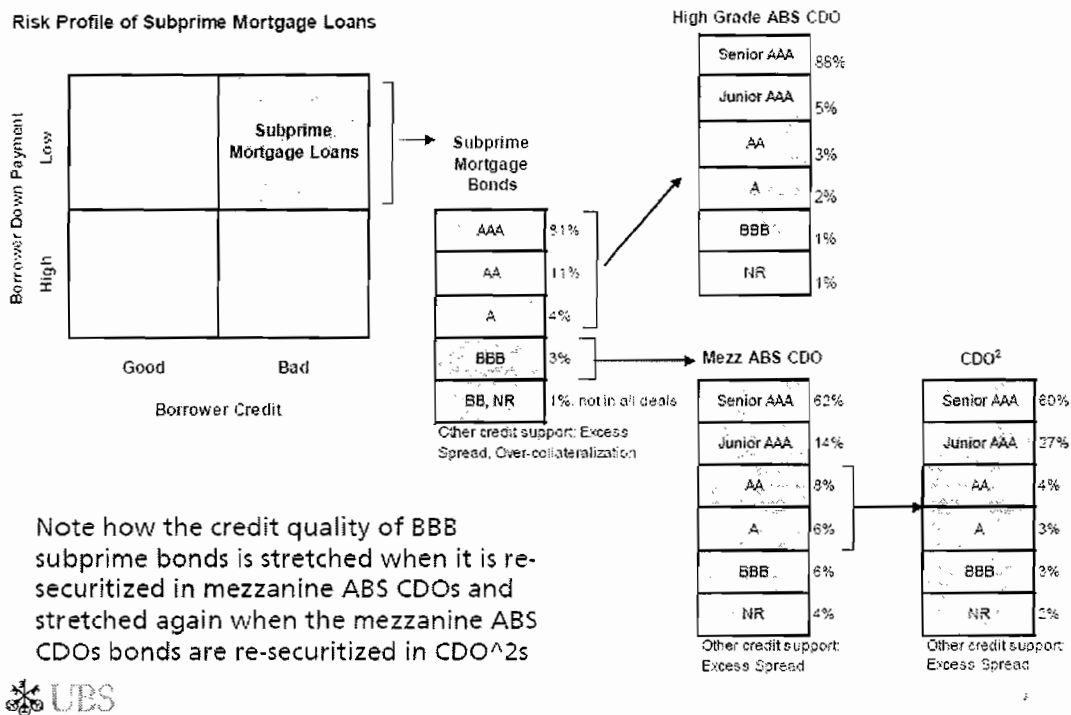 Risk Profile of Subprime Mortgage Loans
Borrower Down Payment
Low
High
Subprime
Mortgage Loans
Good
Bad
Borrower Credit
Subprime
Mortgage
Bonds
AAA 81%
AA 11%
A 4%
BBB 3%
BB, NR 1%, not in all deals
Other credit support: Excess
Spread, Over-collateralization
High Grade ABS CDO
Senior AAA 88%
Junior AAA 5%
AA 3%
A 2%
BBB 1%
NR 1%
Mezz ABS CDO
Senior AAA 62%
Junior AAA 14%
AA 8%
A 6%
BBB 6%
NR 4%
Other credit support:
Excess Spread
CDO²
Senior AAA 60%
Junior AAA 27%
AA 4%
A 3%
BBB 3%
NR 2%
Other credit support:
Excess Spread
Note how the credit quality of BBB
subprime bonds is stretched when it is re-
securitized in mezzanine ABS CDOs and
stretched again when the mezzanine ABS
CDOs bonds are re-securitized in CDO^2s
UBS